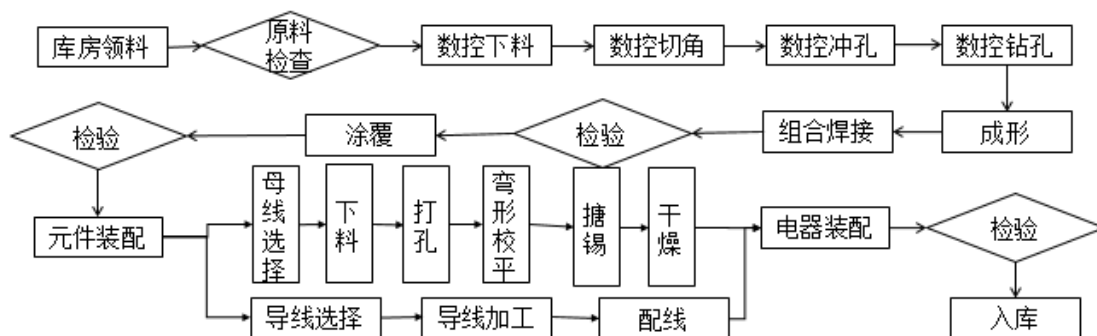 库房领料
原料
检查
数控下料
数控切角
数控冲孔
数控钻孔
检验
涂覆
检验
组合焊接
成形
元件装配
母线选择
下料
打孔
弯形校平
搪锡
干燥
电器装配
检验
导线选择
导线加工
配线
入库